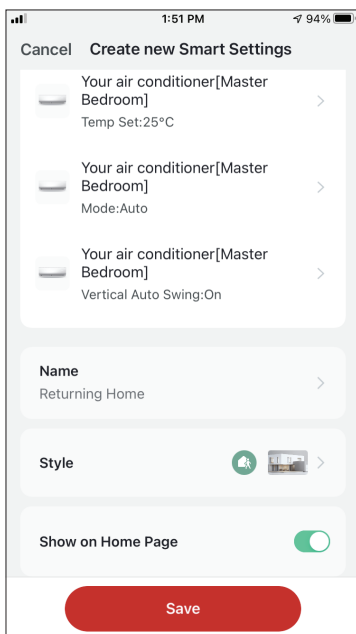 1:51 PM
94%
Cancel Create new Smart Settings
Your air conditioner[Master
Bedroom]
Temp Set:25°C
Your air conditioner[Master
Bedroom]
Mode:Auto
Your air conditioner[Master
Bedroom]
Vertical Auto Swing:On
Name
Returning Home
Style
Show on Home Page
Save